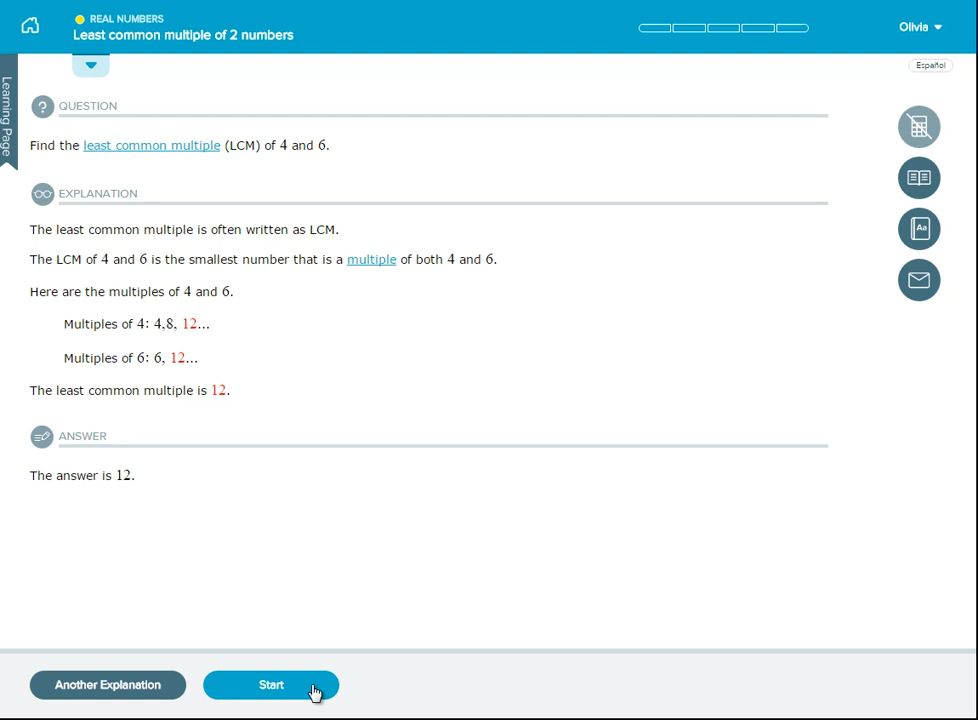 REAL NUMBERS
Least common multiple of 2 numbers
Olivia
Español
Learning Page
? QUESTION
Find the least common multiple (LCM) of 4 and 6.
EXPLANATION
The least common multiple is often written as LCM.
The LCM of 4 and 6 is the smallest number that is a multiple of both 4 and 6.
Here are the multiples of 4 and 6.
Multiples of 4: 4,8, 12...
Multiples of 6: 6, 12...
The least common multiple is 12.
ANSWER
The answer is 12.
Aa
Another Explanation
Start